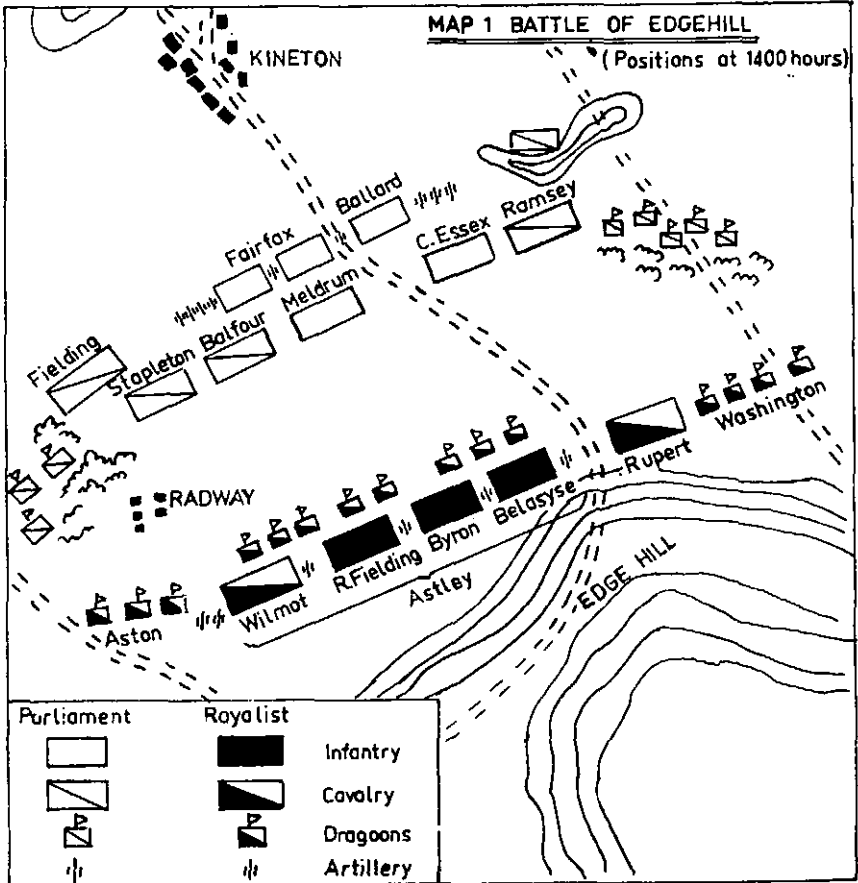 MAP 1 BATTLE OF EDGEHILL
(Positions at 1400 hours)
KINETON
Ballard
Fairfax
Ramsey
C.Essex
Meldrum
Balfour
Stapleton
Fielding
Washington
Rupert
RADWAY
Belasyse
Byron
R.Fielding
Astley
EDGE HILL
Wilmot
Aston
Parliament Royalist
Infantry
Cavalry
Dragoons
Artillery